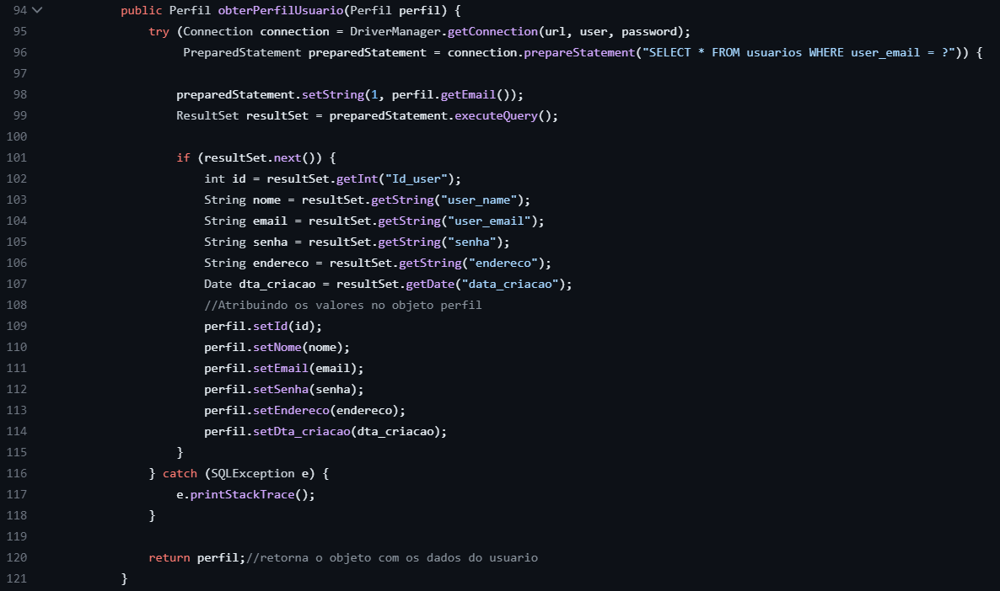 94 public Perfil obterPerfilUsuario(Perfil perfil) {
95 try (Connection connection = DriverManager.getConnection(url, user, password);
96 PreparedStatement preparedStatement = connection.prepareStatement("SELECT * FROM usuarios WHERE user_email = ?")) {
97
98 preparedStatement.setString(1, perfil.getEmail());
99 ResultSet resultSet = preparedStatement.executeQuery();
100
101 if (resultSet.next()) {
102 int id = resultSet.getInt("Id_user");
103 String nome = resultSet.getString("user_name");
104 String email = resultSet.getString("user_email");
105 String senha = resultSet.getString("senha");
106 String endereco = resultSet.getString("endereco");
107 Date dta_criacao = resultSet.getDate("data_criacao");
108 //Atribuindo os valores no objeto perfil
109 perfil.setId(id);
110 perfil.setNome(nome);
111 perfil.setEmail(email);
112 perfil.setSenha(senha);
113 perfil.setEndereco(endereco);
114 perfil.setDta_criacao(dta_criacao);
115 }
116 } catch (SQLException e) {
117 e.printStackTrace();
118 }
119
120 return perfil;//retorna o objeto com os dados do usuario
121 }